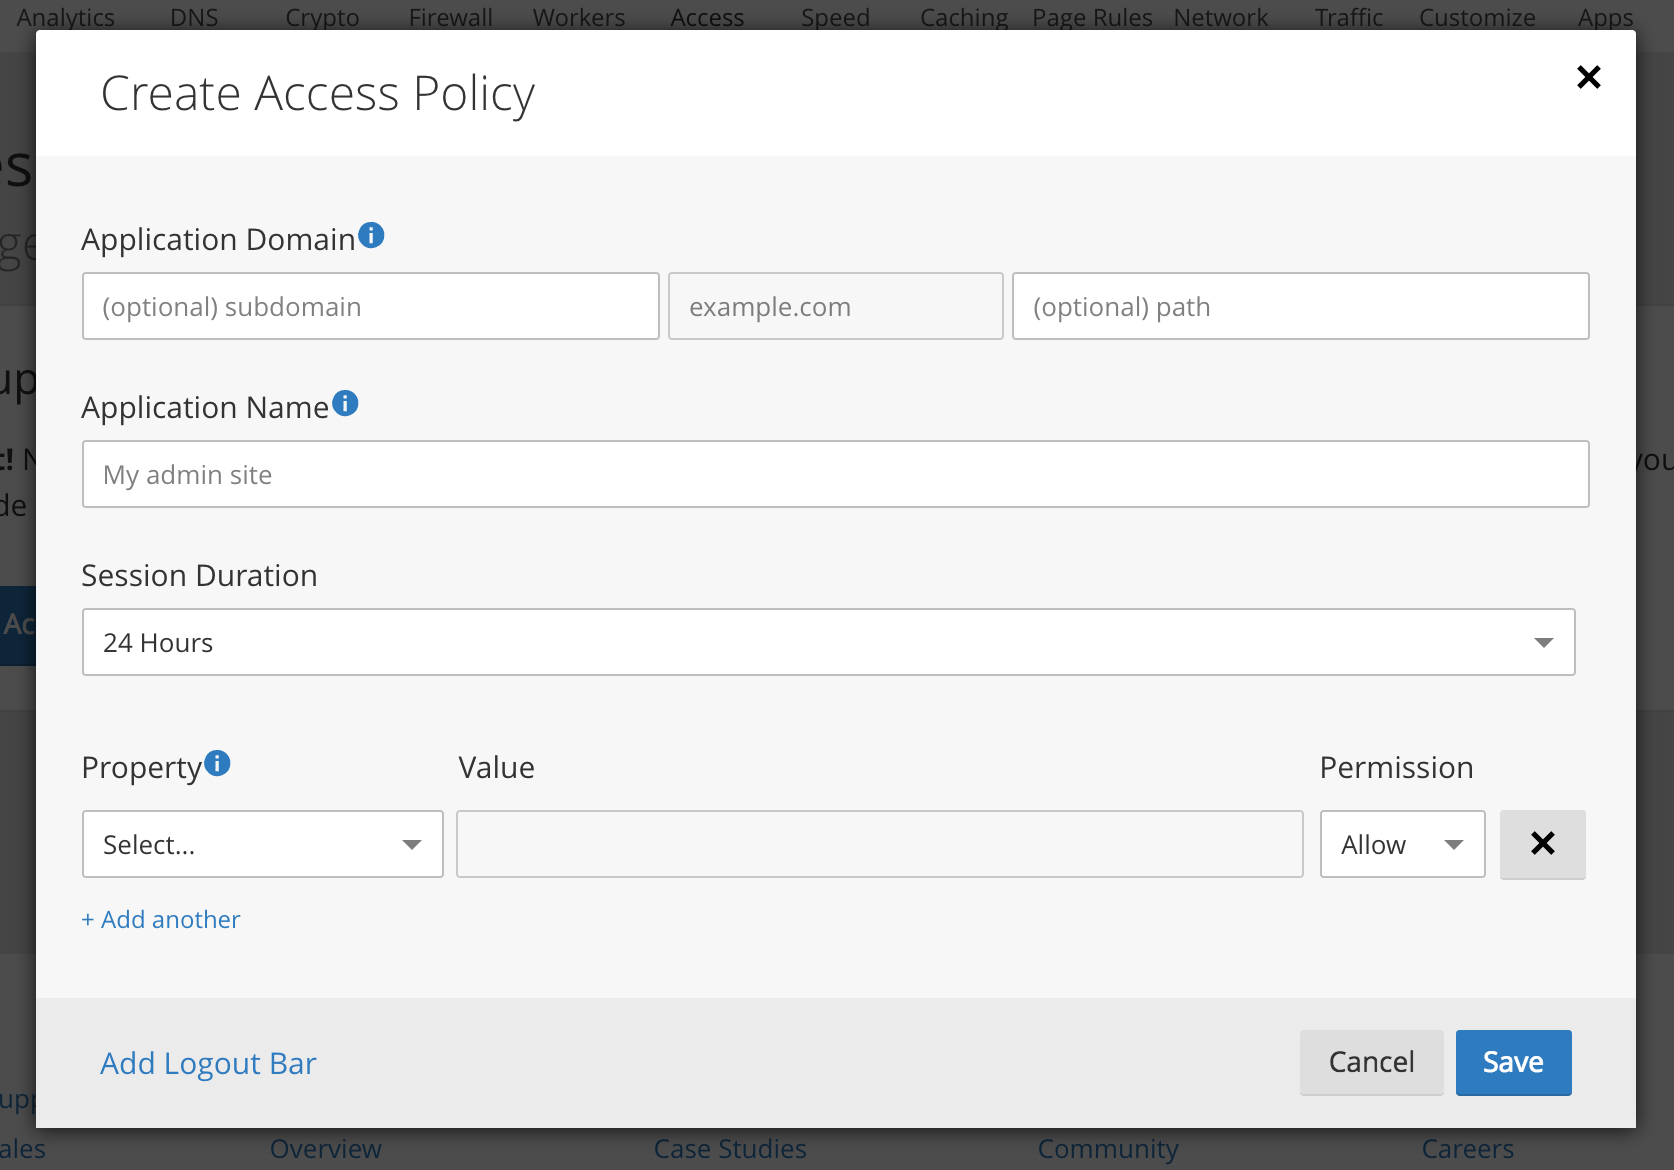 Analytics DNS Crypto Firewall Workers Access Speed Caching Page Rules Network Traffic Customize Apps
Create Access Policy
Application Domain
(optional) subdomain example.com (optional) path
Application Name
My admin site
Session Duration
24 Hours
Property Value Permission
Select... Allow
+ Add another
Add Logout Bar Cancel Save
Overview Case Studies Community Careers